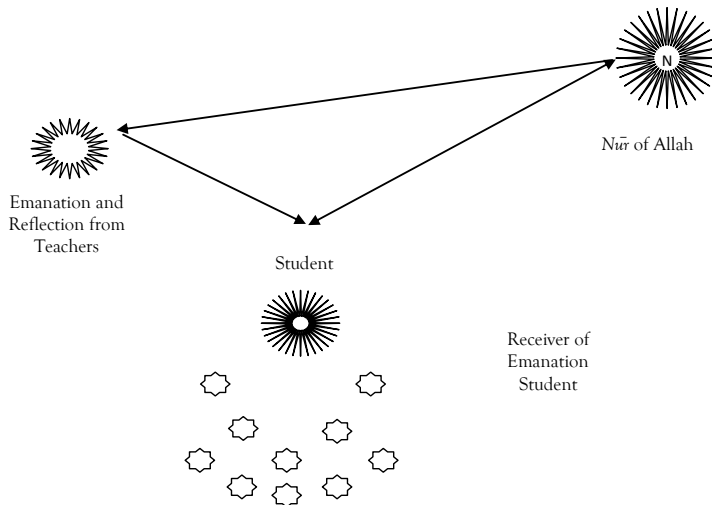 N
Nūr of Allah
Emanation and
Reflection from
Teachers
Student
Receiver of
Emanation
Student